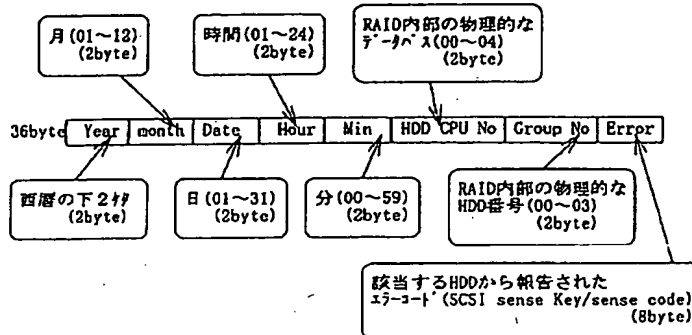 月(01～12)
(2byte)
時間(01～24)
(2byte)
RAID内部の物理的な
ﾃﾞｰﾀﾊﾞｽ(00～04)
(2byte)
36byte Year month Date Hour Min HDD CPU No Group No Error
西暦の下２ｹﾀ
(2byte)
日(01～31)
(2byte)
分(00～59)
(2byte)
RAID内部の物理的な
HDD番号(00～03)
(2byte)
該当するHDDから報告された
ｴﾗｰｺｰﾄﾞ(SCSI sense Key/sense code)
(8byte)